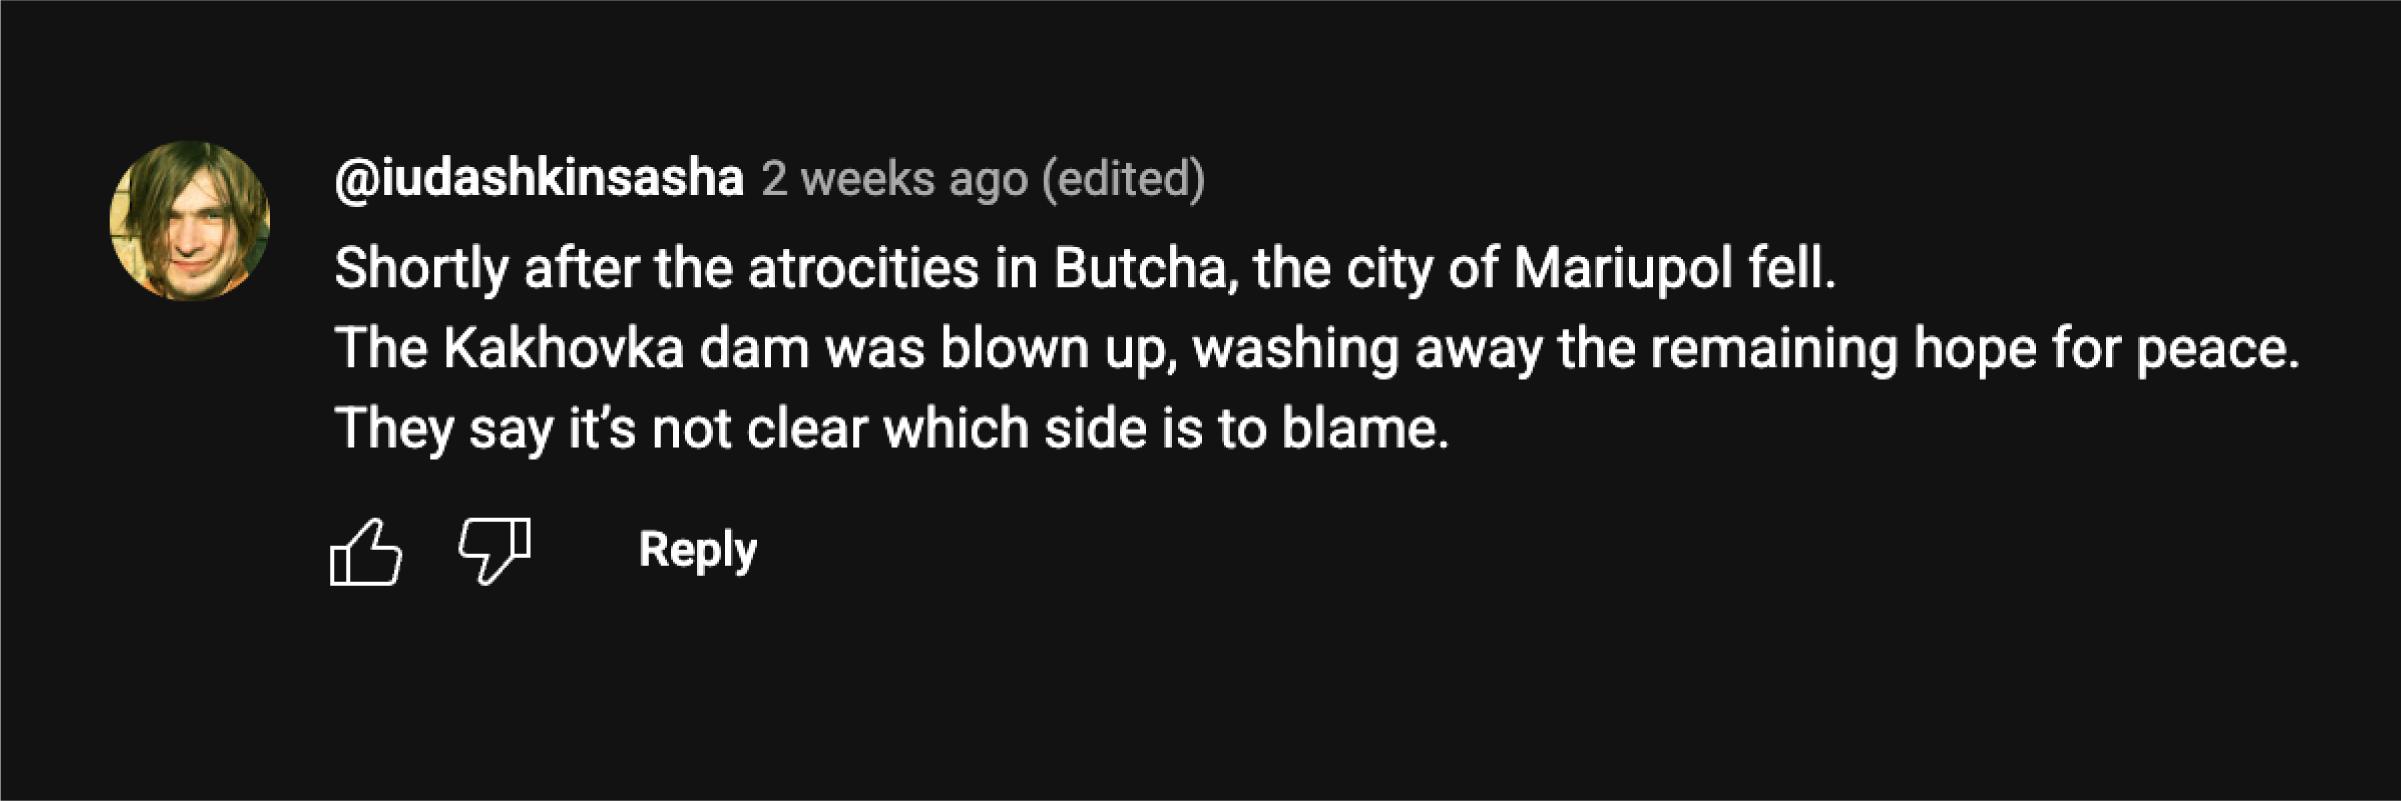 @iudashkinsasha 2 weeks ago (edited)
Shortly after the atrocities in Butcha, the city of Mariupol fell.
The Kakhovka dam was blown up, washing away the remaining hope for peace.
They say it’s not clear which side is to blame.
Reply